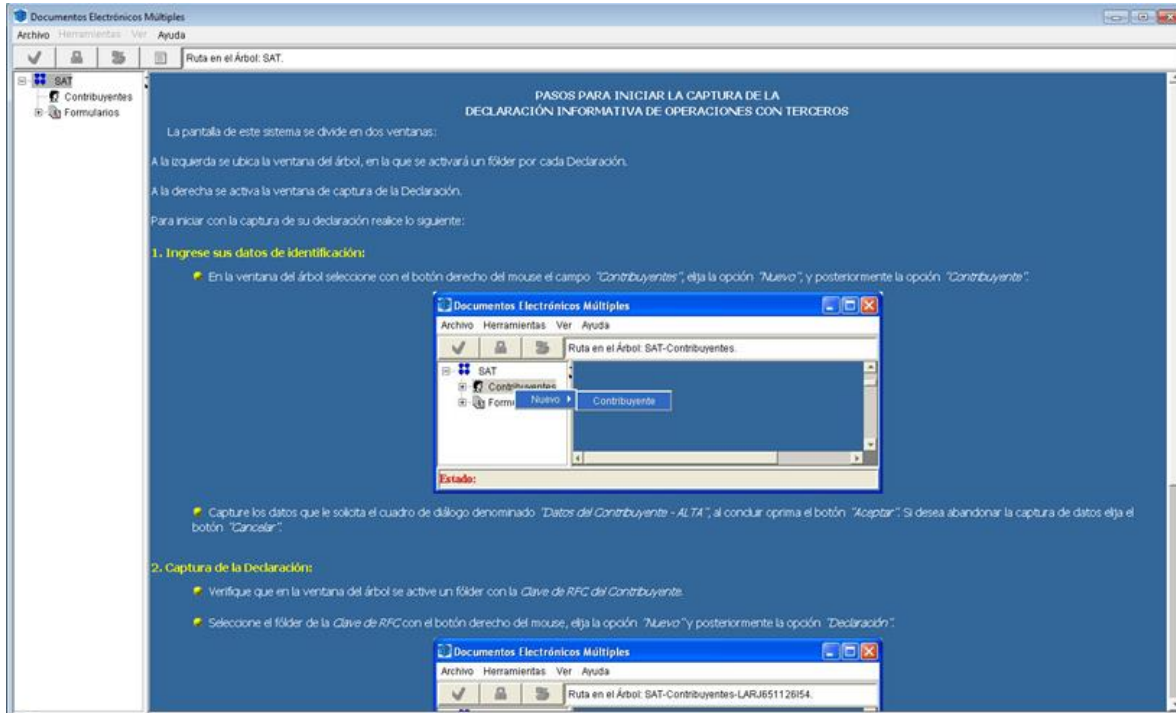 Documentos Electrónicos Múltiples
Archivo Herramientas Ver Ayuda
Ruta en el Árbol: SAT.
SAT
Contribuyentes
Formularios
PASOS PARA INICIAR LA CAPTURA DE LA
DECLARACIÓN INFORMATIVA DE OPERACIONES CON TERCEROS
La pantalla de este sistema se divide en dos ventanas:
A la izquierda se ubica la ventana del árbol, en la que se activará un fólder por cada Declaración.
A la derecha se activa la ventana de captura de la Declaración.
Para iniciar con la captura de su declaración realice lo siguiente:
1. Ingrese sus datos de identificación:
En la ventana del árbol seleccione con el botón derecho del mouse el campo "Contribuyentes", elija la opción "Nuevo", y posteriormente la opción "Contribuyente".
Documentos Electrónicos Múltiples
Archivo Herramientas Ver Ayuda
Ruta en el Árbol: SAT-Contribuyentes.
SAT
Contribuyentes
Formu
Nuevo
Contribuyente
Estado:
Capture los datos que le solicita el cuadro de diálogo denominado "Datos del Contribuyente - ALTA", al concluir oprima el botón "Aceptar". Si desea abandonar la captura de datos elija el
botón "Cancelar".
2. Captura de la Declaración:
Verifique que en la ventana del árbol se active un fólder con la Clave de RFC del Contribuyente.
Seleccione el fólder de la Clave de RFC con el botón derecho del mouse, elija la opción "Nuevo" y posteriormente la opción "Declaración".
Documentos Electrónicos Múltiples
Archivo Herramientas Ver Ayuda
Ruta en el Árbol: SAT-Contribuyentes-LARJ651126I54.